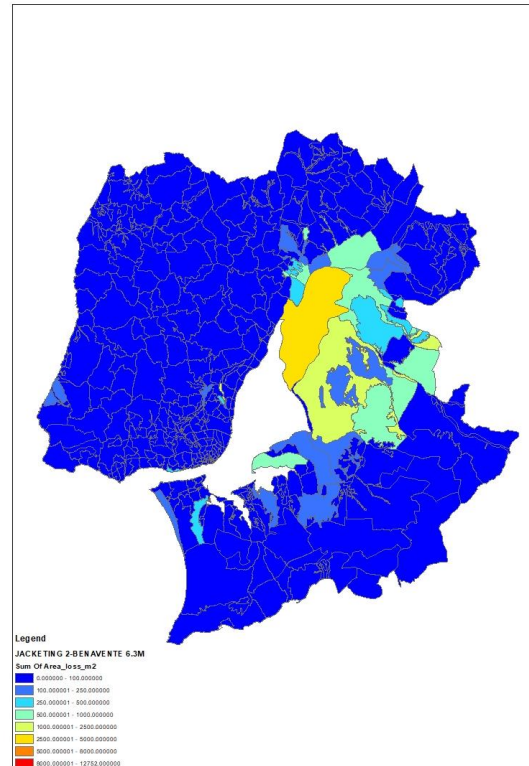 Legend
JACKETING 2-BENAVENTE 6.3M
Sum Of Area_loss_m2
0.000000 - 100.000000
100.000001 - 250.000000
250.000001 - 500.000000
500.000001 - 1000.000000
1000.000001 - 2500.000000
2500.000001 - 5000.000000
5000.000001 - 8000.000000
8000.000001 - 12752.000000